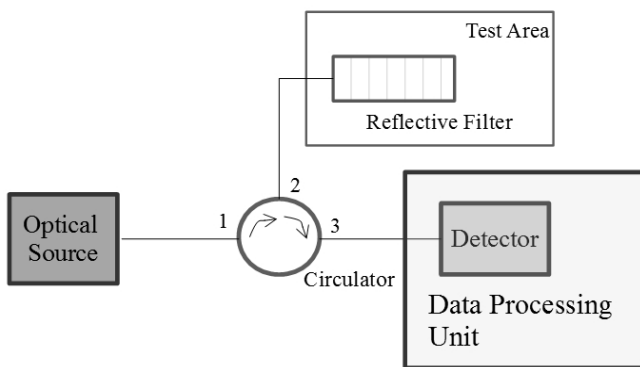 Test Area
Reflective Filter
2
Optical
Source
1
3
Detector
Circulator
Data Processing
Unit